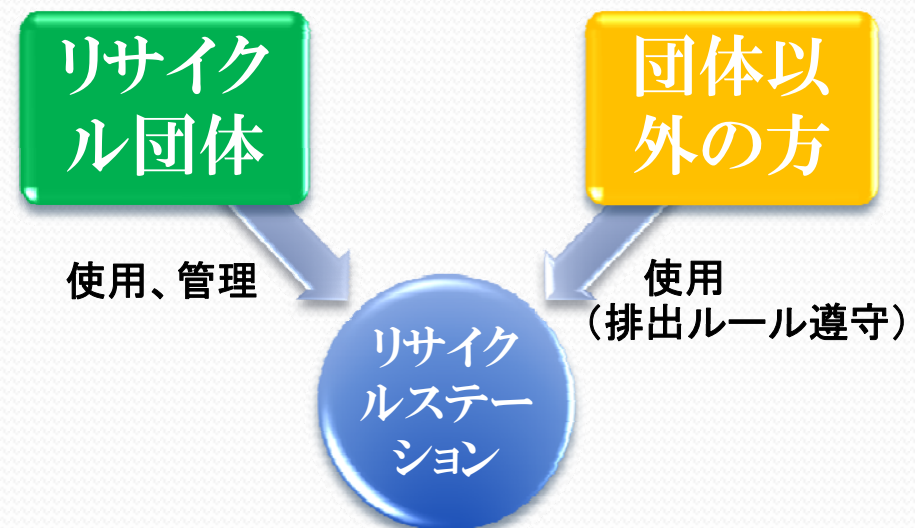 リサイク
ル団体
団体以
外の方
使用、管理
使用
（排出ルール遵守）
リサイク
ルステー
ション